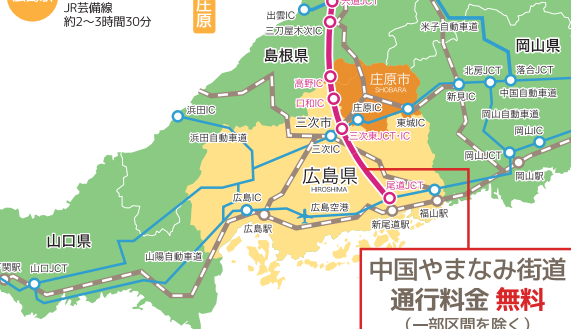 JR芸備線
約2〜3時間30分
庄原
宍道JCT
出雲IC
三刀屋木次IC
米子自動車道
島根県
岡山県
高野IC
庄原市
SHOBARA
北房JCT
落合JCT
口和IC
新見IC
中国自動車道
浜田IC
三次市
庄原IC
東城IC
岡山自動車道
浜田自動車道
三次IC
三次東JCT・IC
岡山IC
岡山JCT
岡山駅
広島県
HIROSHIMA
尾道JCT
広島IC
広島空港
福山駅
広島駅
新尾道駅
山口県
山陽自動車道
山口JCT
関駅
中国やまなみ街道
通行料金 無料
（一部区間を除く）